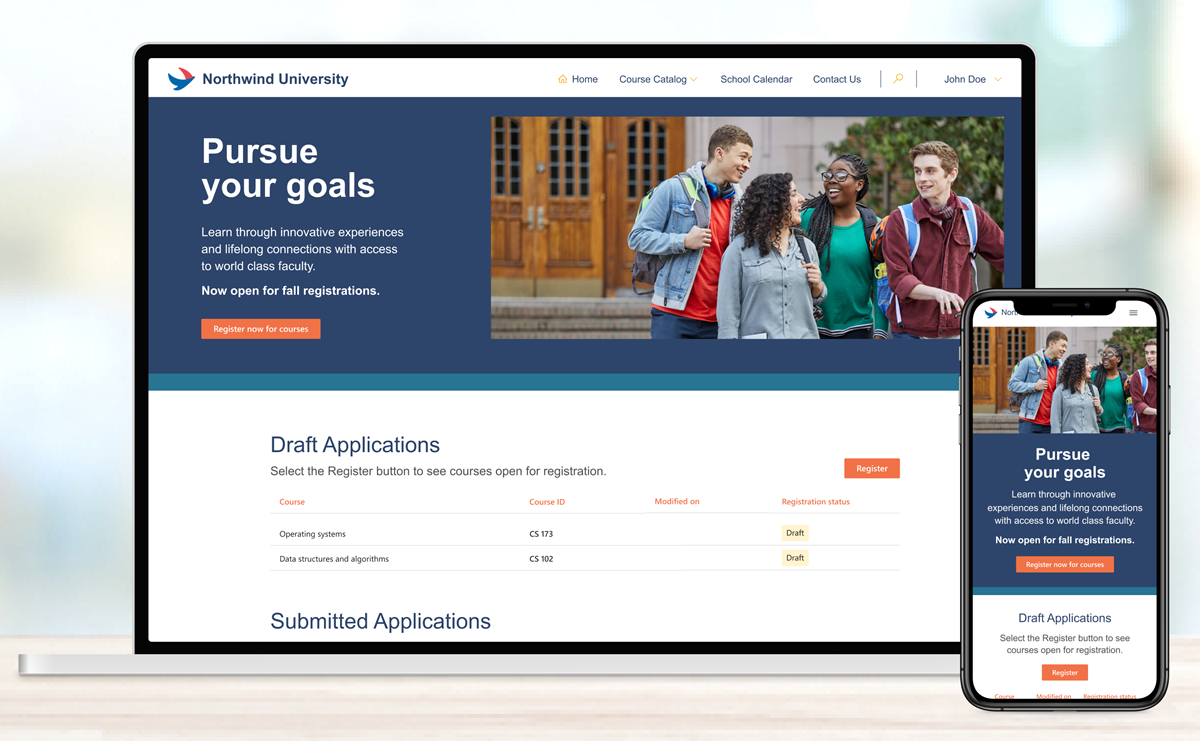 Northwind University
Home Course Catalog School Calendar Contact Us John Doe
Pursue
your goals
Learn through innovative experiences
and lifelong connections with access
to world class faculty.
Now open for fall registrations.
Register now for courses
Draft Applications
Select the Register button to see courses open for registration.
Register
Course Course ID Modified on Registration status
Operating systems CS 173 Draft
Data structures and algorithms CS 102 Draft
Submitted Applications
Pursue
your goals
Learn through innovative
experiences and lifelong connections
with access to world class faculty.
Now open for fall registrations.
Register now for courses
Draft Applications
Select the Register button to see
courses open for registration.
Register
Course Modified on Registration status